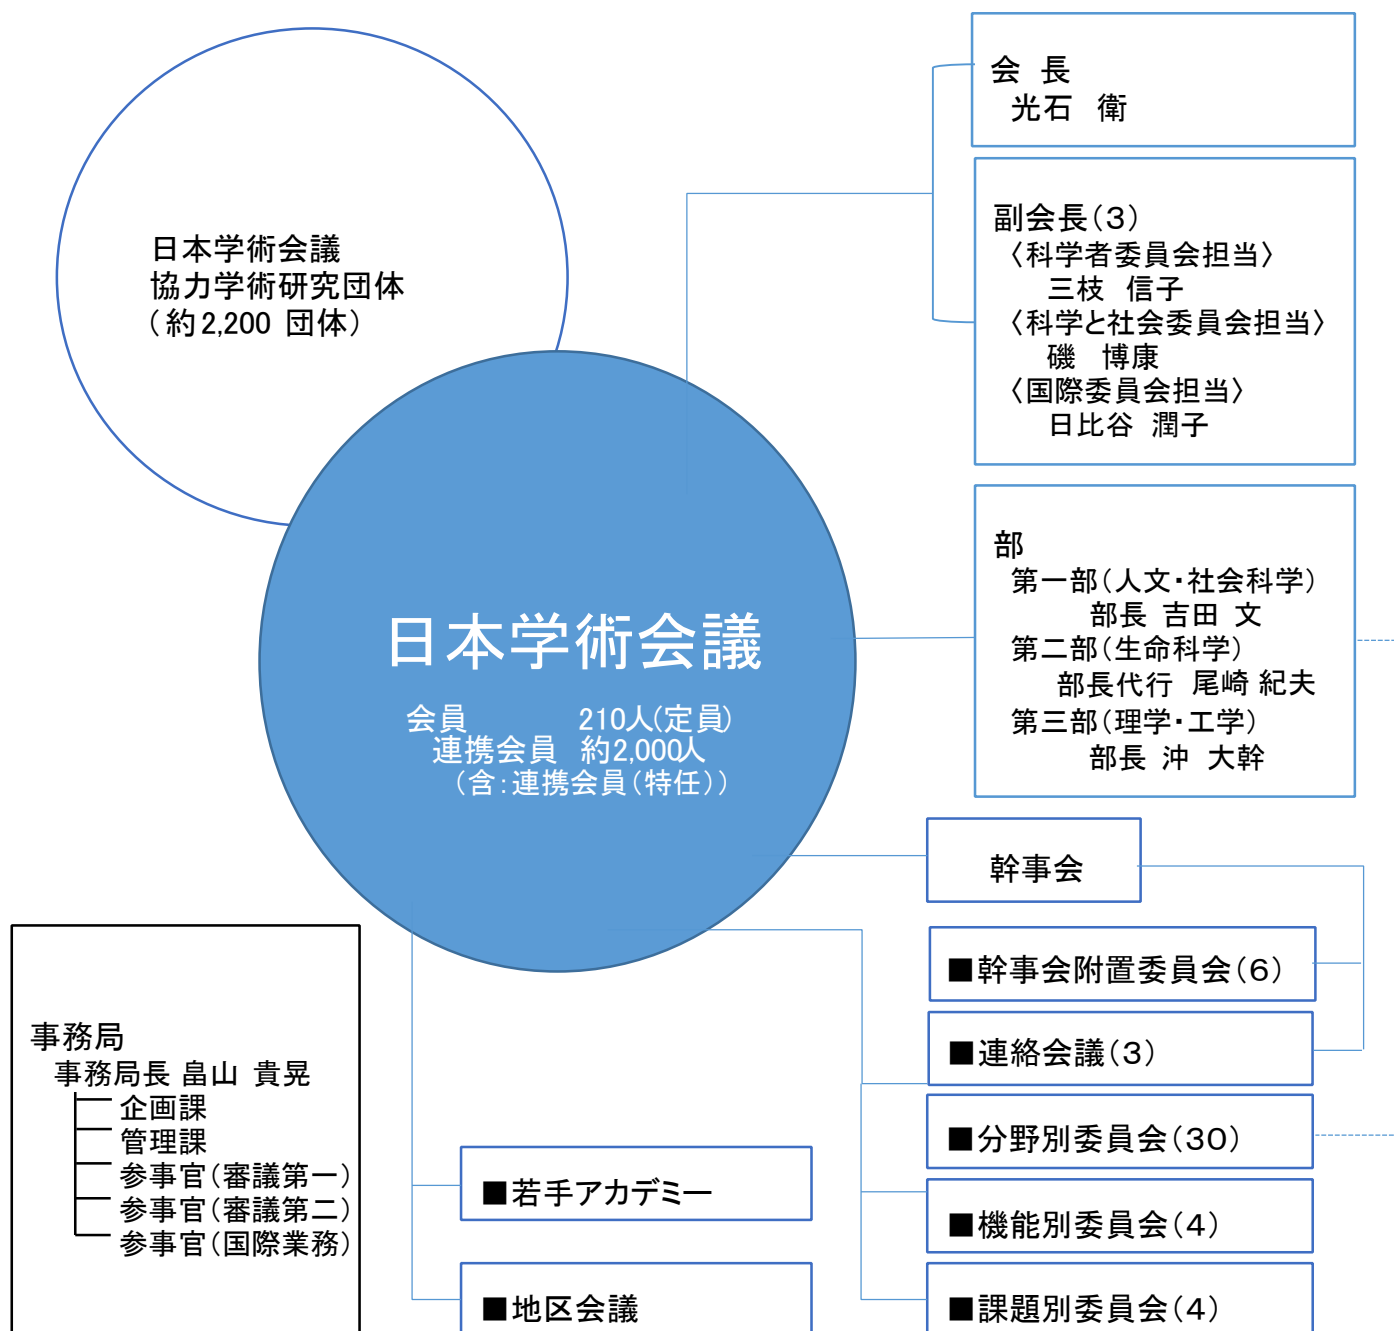 日本学術会議
協力学術研究団体
（約2,200 団体）
日本学術会議
会員　210人(定員)
連携会員　約2,000人
（含：連携会員（特任））
会 長
光石　衛
副会長（３）
〈科学者委員会担当〉
三枝　信子
〈科学と社会委員会担当〉
磯　博康
〈国際委員会担当〉
日比谷 潤子
部
第一部（人文・社会科学）
部長 吉田 文
第二部（生命科学）
部長代行 尾崎 紀夫
第三部（理学・工学）
部長 沖 大幹
幹事会
■幹事会附置委員会（６）
■連絡会議（３）
■分野別委員会（３０）
■機能別委員会（４）
■課題別委員会（４）
■若手アカデミー
■地区会議
事務局
事務局長 畠山 貴晃
企画課
管理課
参事官（審議第一）
参事官（審議第二）
参事官（国際業務）